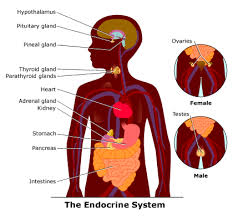 Hypothalamus
Pituitary gland
Pineal gland
Thyroid gland
Parathyroid glands
Heart
Adrenal gland
Kidney
Stomach
Pancreas
Intestines
Ovaries
Female
Testes
Male
The Endocrine System